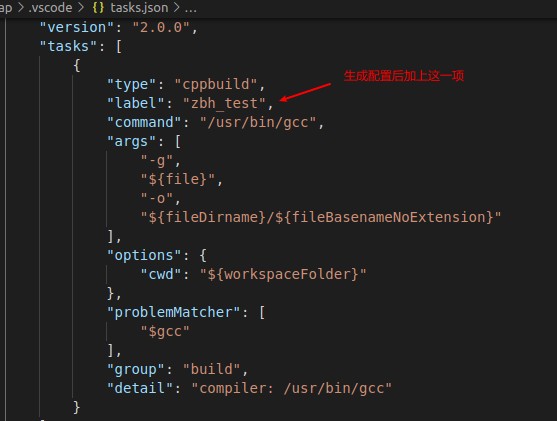 ap > .vscode > {} tasks.json > ...
"version": "2.0.0",
"tasks": [
{
"type": "cppbuild",
"label": "zbh_test",
生成配置后加上这一项
"command": "/usr/bin/gcc",
"args": [
"-g",
"${file}",
"-o",
"${fileDirname}/${fileBasenameNoExtension}"
],
"options": {
"cwd": "${workspaceFolder}"
},
"problemMatcher": [
"$gcc"
],
"group": "build",
"detail": "compiler: /usr/bin/gcc"
}